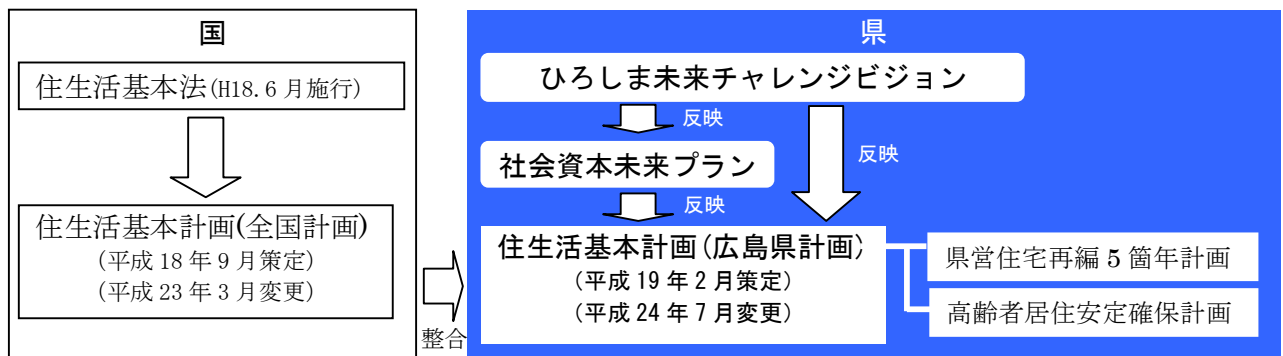 国
住生活基本法(H18.6月施行)
住生活基本計画(全国計画)
(平成18年9月策定)
(平成23年3月変更)
整合
県
ひろしま未来チャレンジビジョン
反映
社会資本未来プラン
反映
反映
住生活基本計画(広島県計画)
(平成19年2月策定)
(平成24年7月変更)
県営住宅再編5箇年計画
高齢者居住安定確保計画